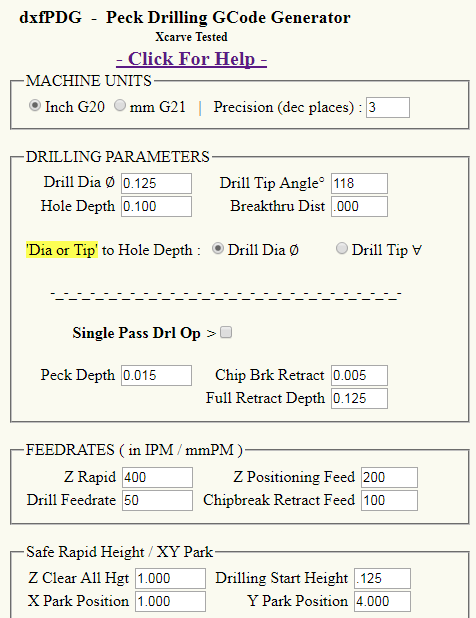 dxfPDG - Peck Drilling GCode Generator
Xcarve Tested
- Click For Help -
MACHINE UNITS
Inch G20 mm G21 | Precision (dec places) : 3
DRILLING PARAMETERS
Drill Dia Ø 0.125 Drill Tip Angle° 118
Hole Depth 0.100 Breakthru Dist .000
'Dia or Tip' to Hole Depth : Drill Dia Ø Drill Tip ∀
-_-_-_-_-_-_-_-_-_-_-_-_-_-_-_-_-_-_-_-_-_-_-_-_-_-_-
Single Pass Drl Op >
Peck Depth 0.015 Chip Brk Retract 0.005
Full Retract Depth 0.125
FEEDRATES ( in IPM / mmPM )
Z Rapid 400 Z Positioning Feed 200
Drill Feedrate 50 Chipbreak Retract Feed 100
Safe Rapid Height / XY Park
Z Clear All Hgt 1.000 Drilling Start Height .125
X Park Position 1.000 Y Park Position 4.000